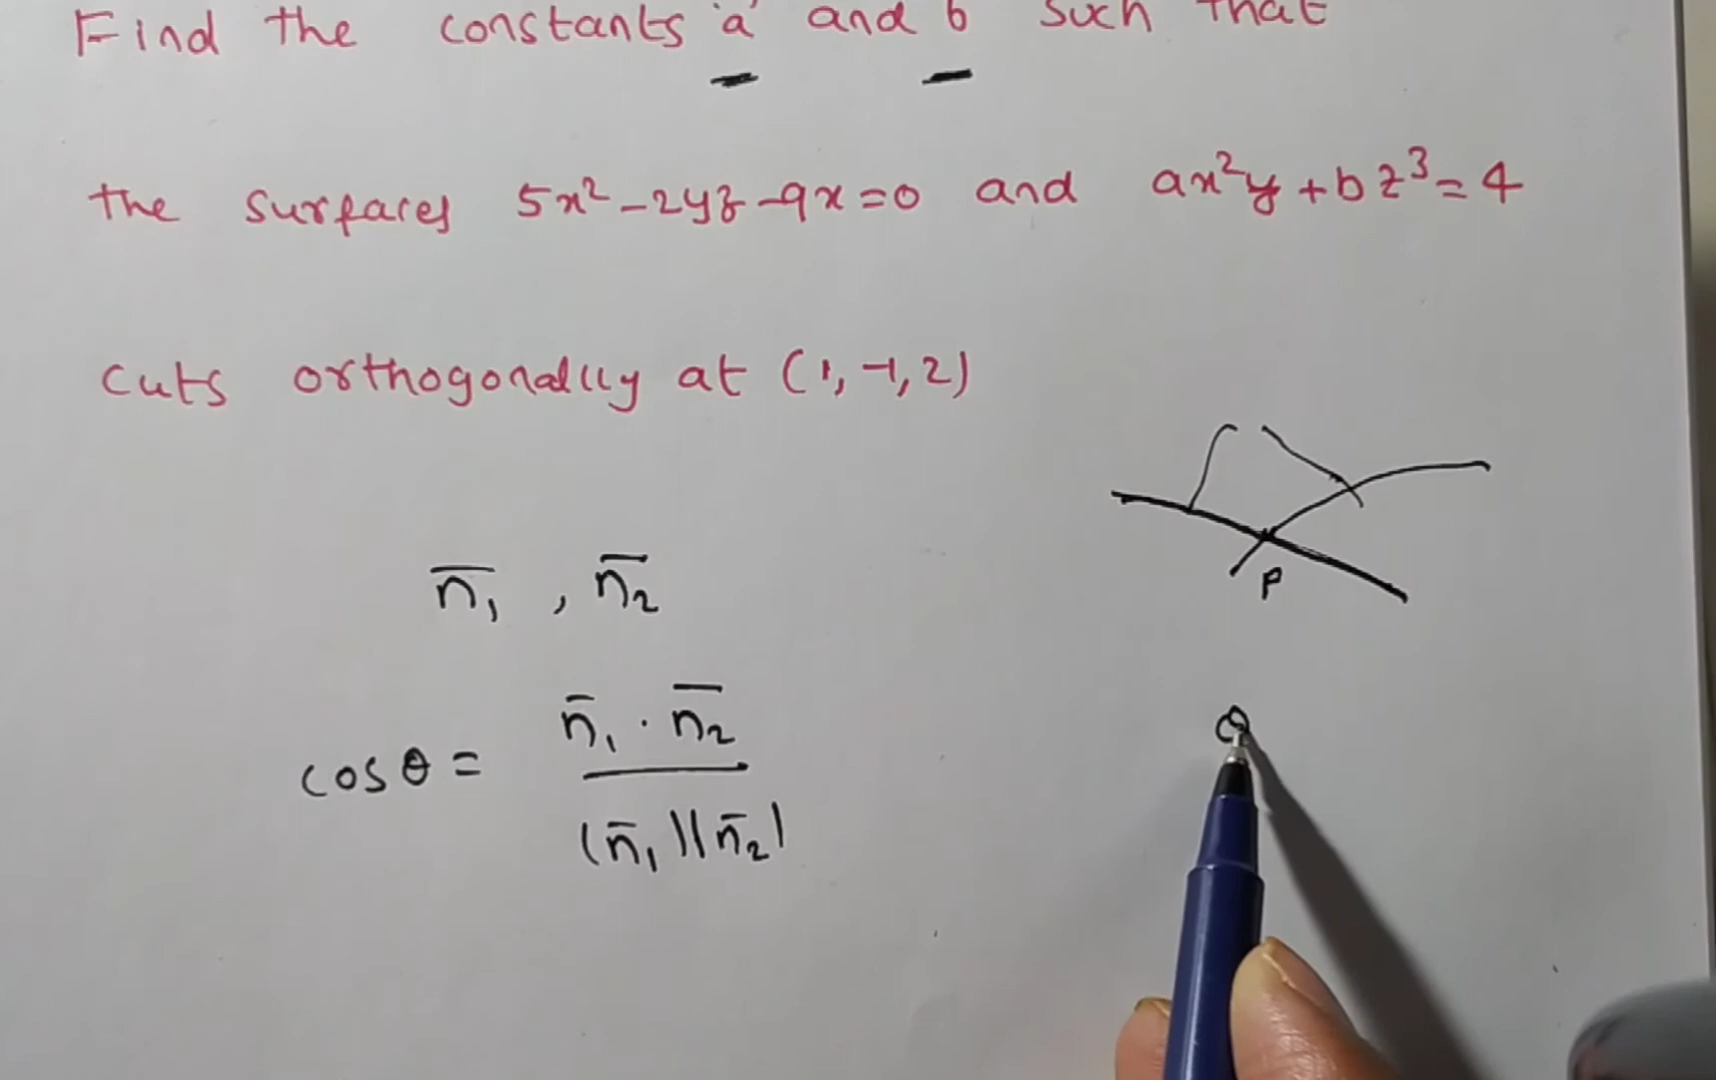 Find the constants 'a' and b such that
the surfaces 5x²-2yz-9x=0 and ax²y+bz³=4
cuts orthogonally at (1,-1,2)
P
n̅₁ , n̅₂
cosθ = n̅₁ · n̅₂ / |n̅₁||n̅₂|
θ